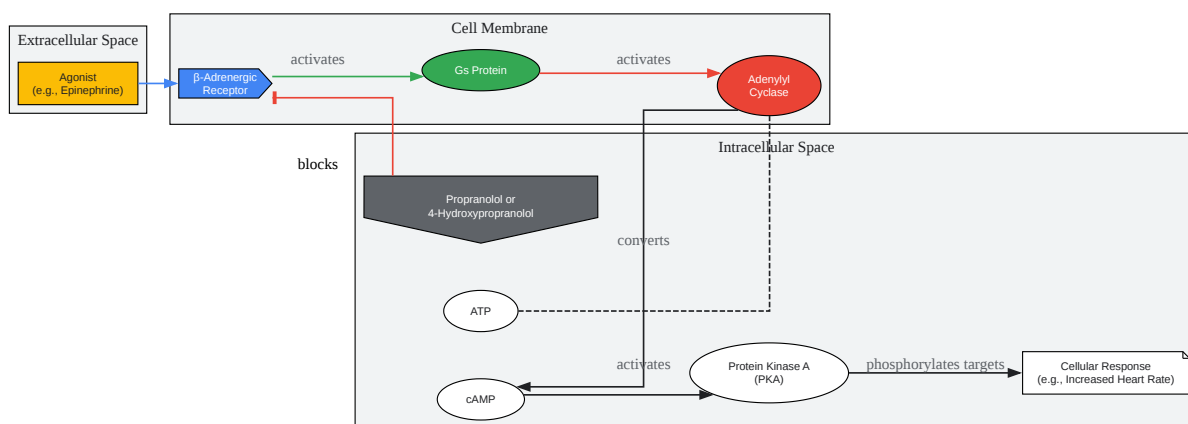 Extracellular Space
Agonist
(e.g., Epinephrine)
Cell Membrane
β-Adrenergic
Receptor
activates
Gs Protein
activates
Adenylyl
Cyclase
blocks
Intracellular Space
Propranolol or
4-Hydroxypropranolol
converts
ATP
activates
cAMP
Protein Kinase A
(PKA)
phosphorylates targets
Cellular Response
(e.g., Increased Heart Rate)